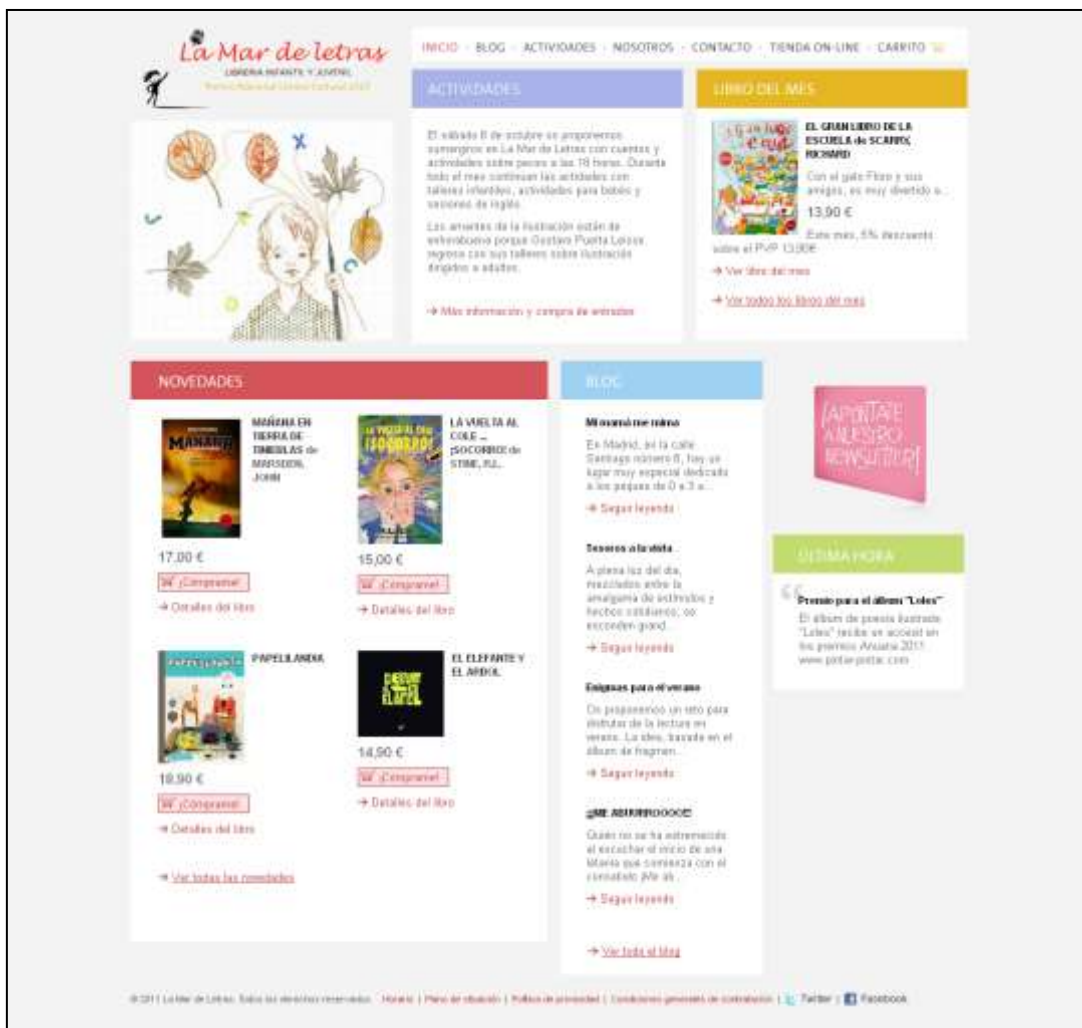 La Mar de letras
LIBRERÍA INFANTIL Y JUVENIL
INICIO · BLOG · ACTIVIDADES · NOSOTROS · CONTACTO · TIENDA ON-LINE · CARRITO
ACTIVIDADES
El sábado 8 de octubre os proponemos
sumergiros en La Mar de Letras con cuentos y
actividades sobre peces a las 18 horas. Durante
todo el mes continúan las actidades con
talleres infantiles, actividades para bebés y
sesiones de inglés.
Los amantes de la ilustración están de
enhorabuena porque Gustavo Puerta Leisse
regresa con sus talleres sobre ilustración
dirigidos a adultos.
→ Más información y compra de entradas
LIBRO DEL MES
EL GRAN LIBRO DE LA
ESCUELA de SCARRY,
RICHARD
Con el gato Floro y sus
amigos, es muy divertido a...
13,90 €
Este mes, 5% descuento
sobre el PVP 13,90€
→ Ver libro del mes
→ Ver todos los libros del mes
NOVEDADES
MAÑANA
MAÑANA EN
TIERRA DE
TINIEBLAS de
MARSDEN,
JOHN
17,00 €
¡Cómprame!
→ Detalles del libro
LA VUELTA AL COLE
¡SOCORRO!
LA VUELTA AL
COLE ...
¡SOCORRO! de
STINE, R.L.
15,00 €
¡Cómprame!
→ Detalles del libro
PAPELILANDIA
PAPELILANDIA
18,90 €
¡Cómprame!
→ Detalles del libro
EL ELEFANTE Y
EL ARBOL
14,90 €
¡Cómprame!
→ Detalles del libro
→ Ver todas las novedades
BLOG
Mi mamá me mima
En Madrid, en la calle
Santiago número 8, hay un
lugar muy especial dedicado
a los peques de 0 a 3 a...
→ Seguir leyendo
Tesoros a la vista
A plena luz del día,
mezclados entre la
amalgama de estímulos y
hechos cotidianos, se
esconden grand...
→ Seguir leyendo
Enigmas para el verano
Os proponemos un reto para
disfrutar de la lectura en
verano. La idea, basada en el
álbum de fragmen...
→ Seguir leyendo
¡¡ME ABURRROOOO!!
Quién no se ha estremecido
al escuchar el inicio de una
letanía que comienza con el
consabido ¡Me ab...
→ Seguir leyendo
→ Ver todo el blog
¡APÚNTATE
A NUESTRO
NEWSLETTER!
ÚLTIMA HORA
Premio para el álbum "Lotes"
El álbum de poesía ilustrada
recibe un accésit en
los premios Anuaria 2011
www.pintar-pintar.com
© 2011 La Mar de Letras. Todos los derechos reservados. Horario | Plano de situación | Política de privacidad | Condiciones generales de contratación | Twitter | Facebook